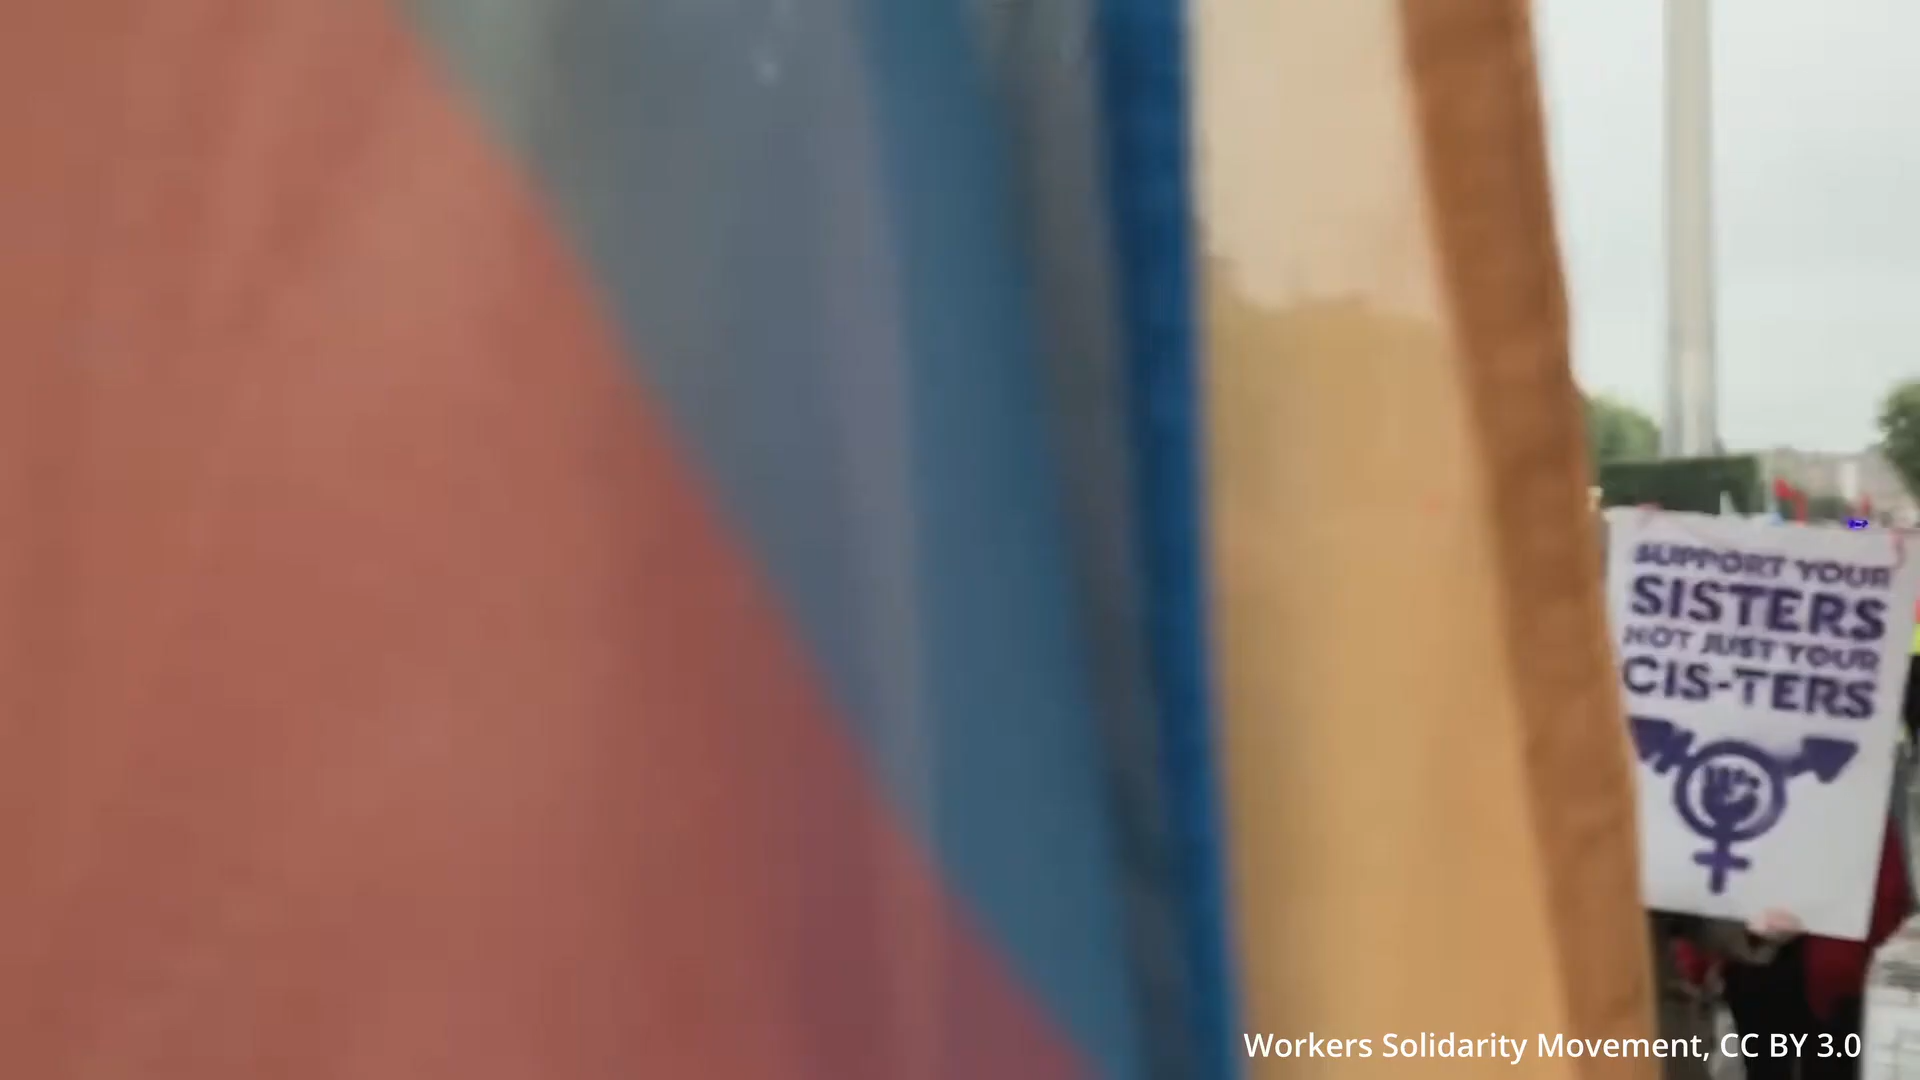 SUPPORT YOUR
SISTERS
NOT JUST YOUR
CIS-TERS
Workers Solidarity Movement, CC BY 3.0